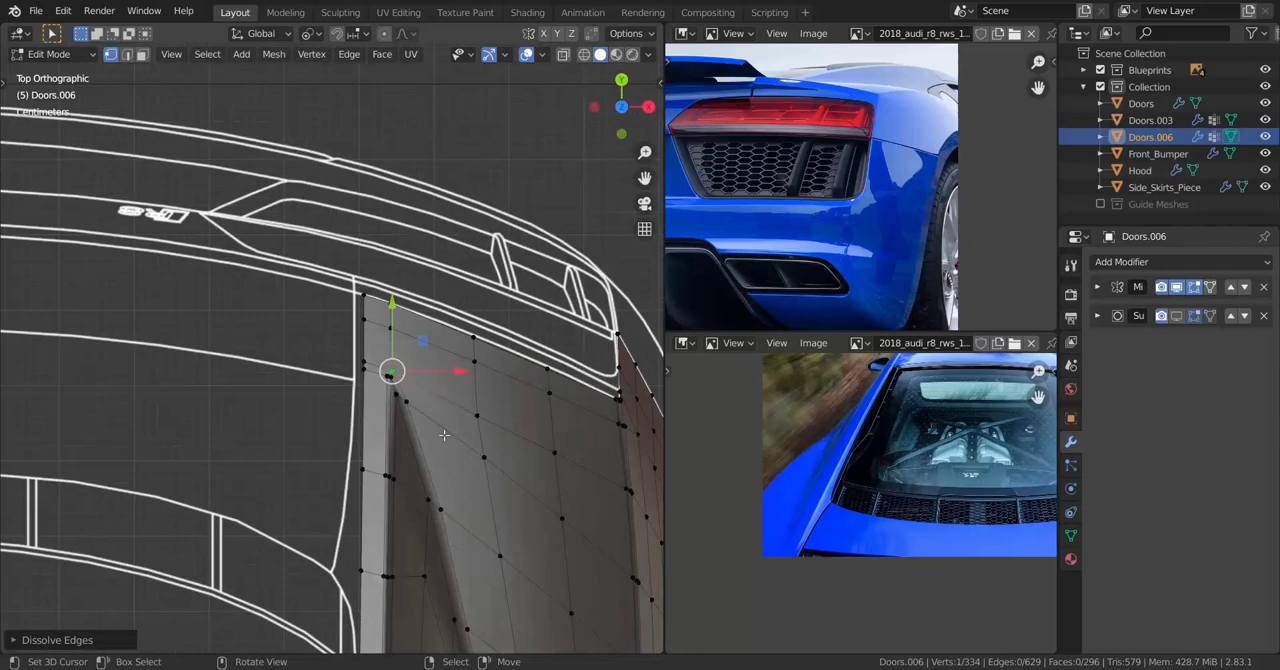 File Edit Render Window Help Layout Modeling Sculpting UV Editing Texture Paint Shading Animation Rendering Compositing Scripting + Scene View Layer
Global X Y Z Options View Image 2018_audi_r8_rws_1... View Image 2018_audi_r8_rws_1...
Edit Mode View Select Add Mesh Vertex Edge Face UV
Top Orthographic
(5) Doors.006
Centimeters
Y
Z X
Scene Collection
Blueprints
Collection
Doors
Doors.003
Doors.006
Front_Bumper
Hood
Side_Skirts_Piece
Guide Meshes
Doors.006
Add Modifier
Mi
Su
Dissolve Edges
Set 3D Cursor Box Select Rotate View Select Move Doors.006 | Verts:1/334 | Edges:0/629 | Faces:0/296 | Tris:579 | Mem: 428.7 MiB | 2.83.1